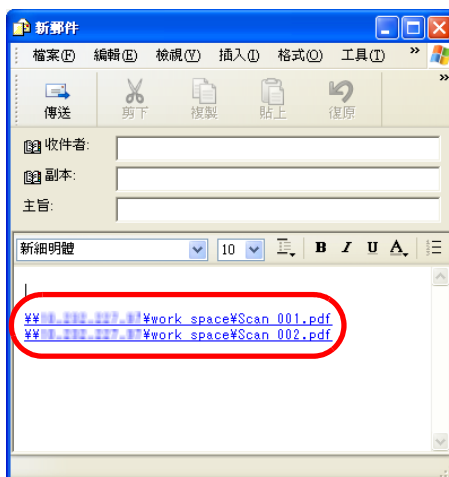 新郵件
檔案(F) 編輯(E) 檢視(V) 插入(I) 格式(O) 工具(T) »
»
傳送 剪下 複製 貼上 復原
收件者:
副本:
主旨:
新細明體 10 B I U A
¥¥ ¥work space¥Scan 001.pdf
¥¥ ¥work space¥Scan 002.pdf